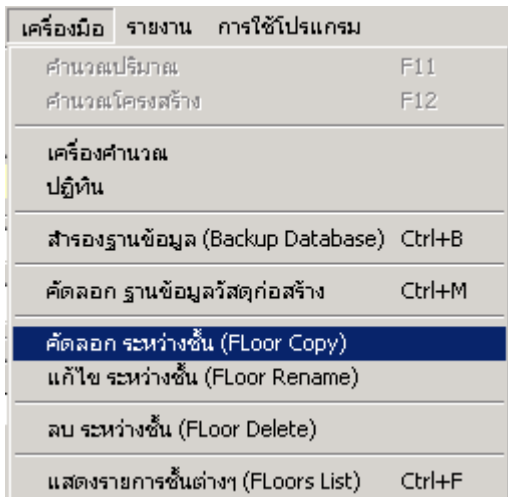 เครื่องมือ รายงาน การใช้โปรแกรม
คำนวณปริมาณ F11
คำนวณโครงสร้าง F12
เครื่องคำนวณ
ปฏิทิน
สำรองฐานข้อมูล (Backup Database) Ctrl+B
คัดลอก ฐานข้อมูลวัสดุก่อสร้าง Ctrl+M
คัดลอก ระหว่างชั้น (FLoor Copy)
แก้ไข ระหว่างชั้น (FLoor Rename)
ลบ ระหว่างชั้น (FLoor Delete)
แสดงรายการชั้นต่างๆ (FLoors List) Ctrl+F